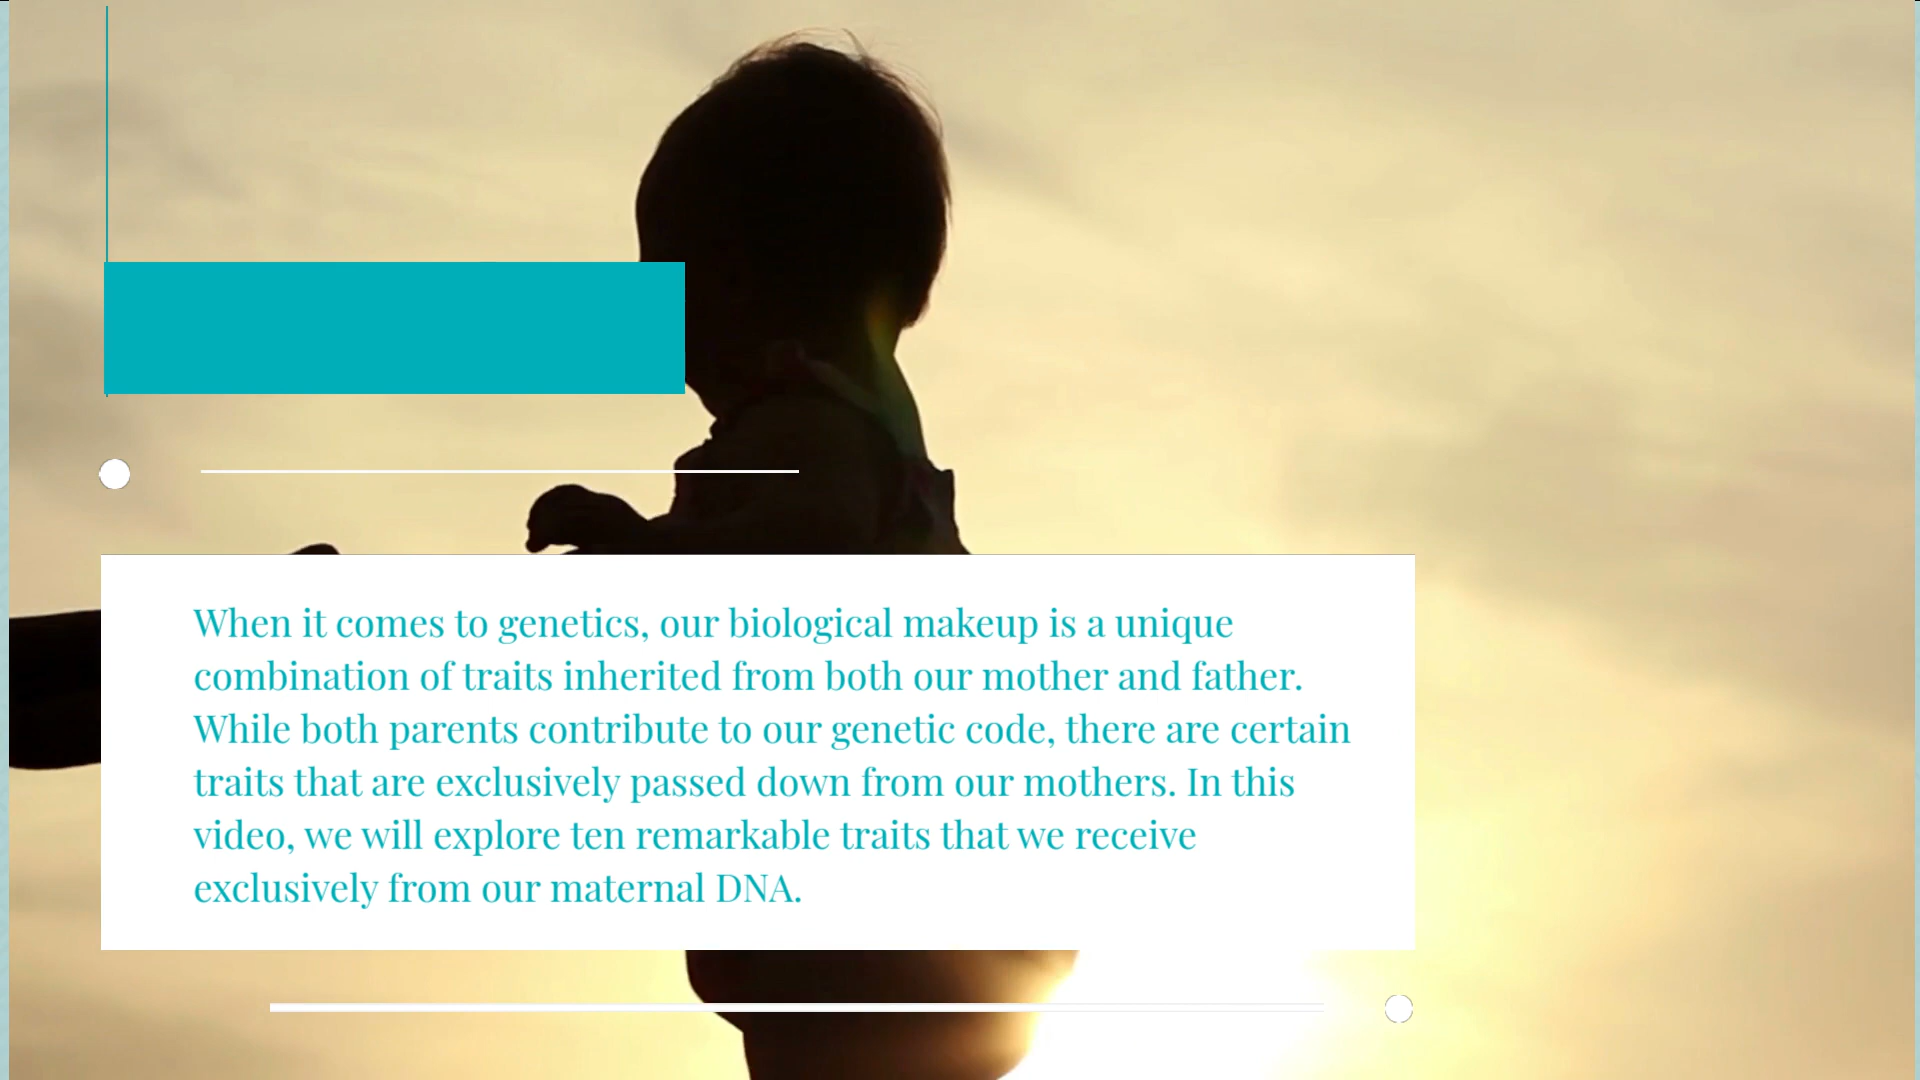 When it comes to genetics, our biological makeup is a unique
combination of traits inherited from both our mother and father.
While both parents contribute to our genetic code, there are certain
traits that are exclusively passed down from our mothers. In this
video, we will explore ten remarkable traits that we receive
exclusively from our maternal DNA.